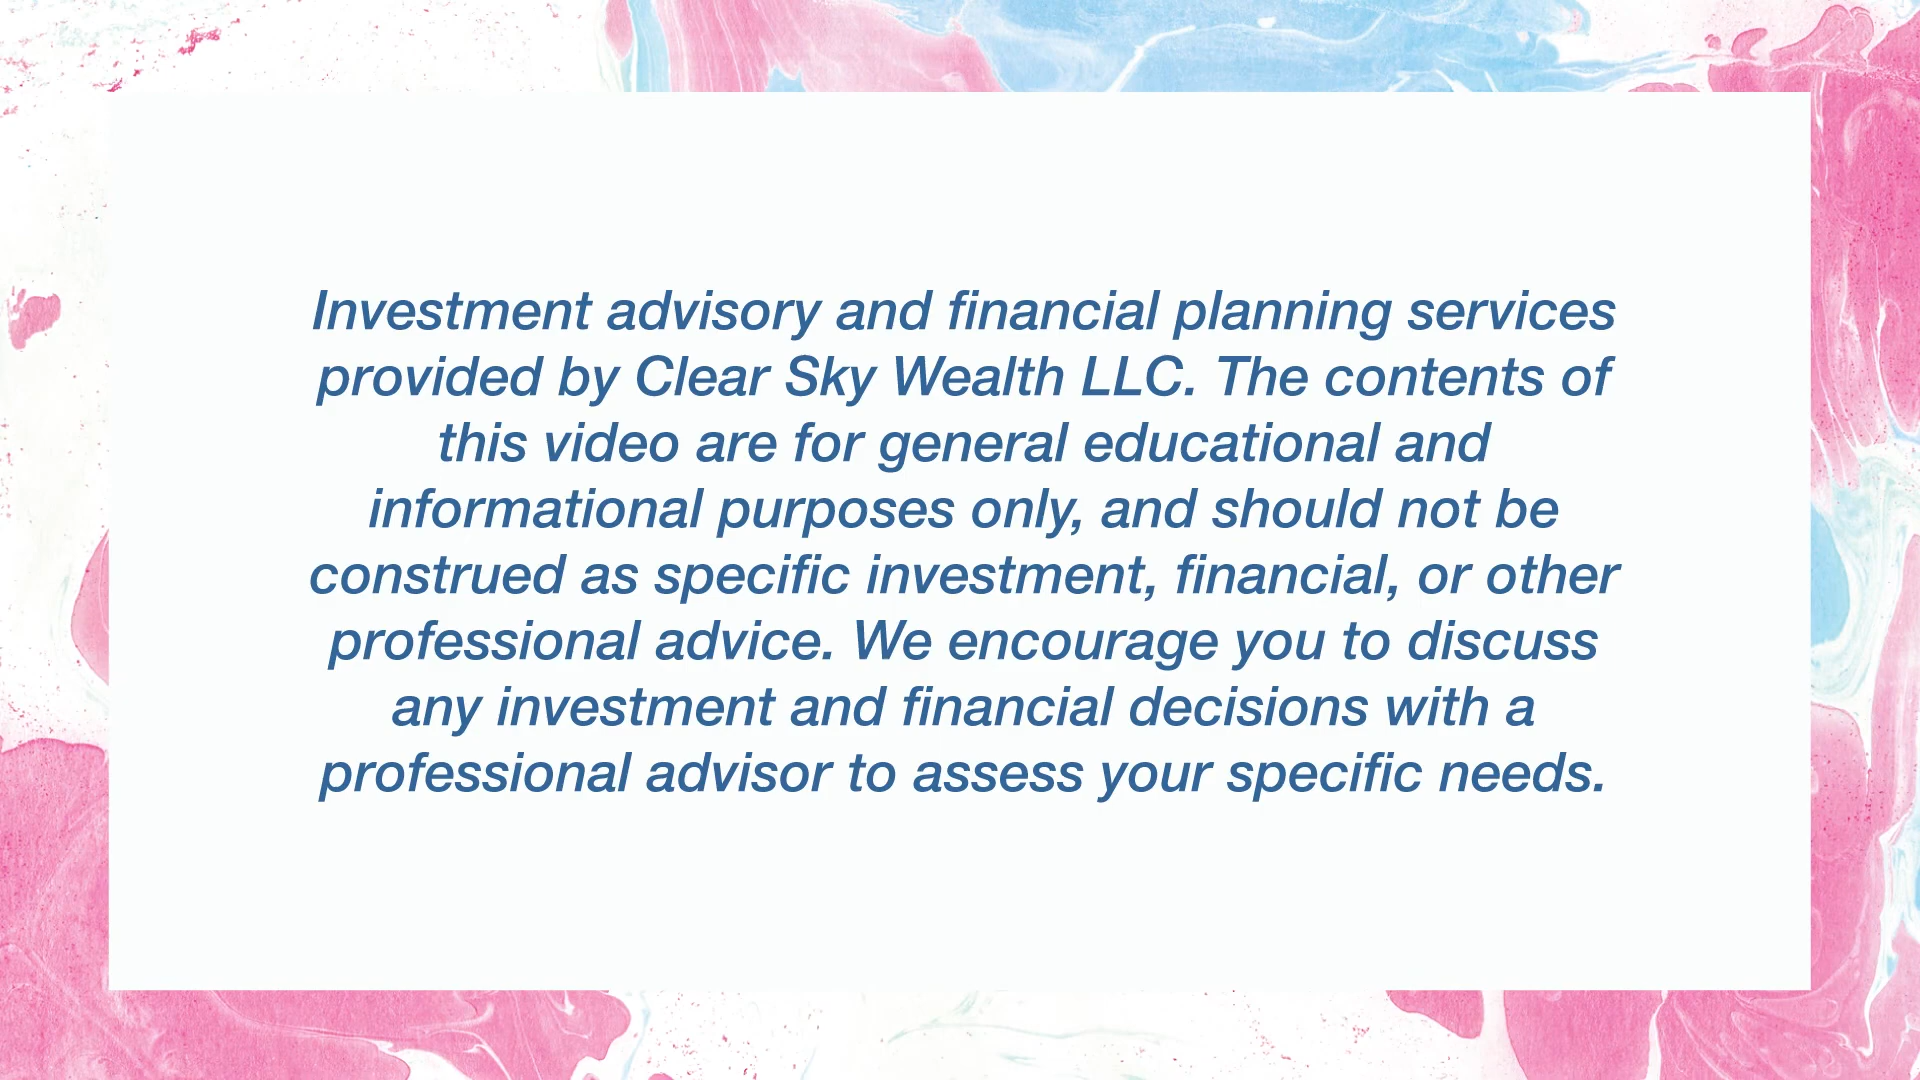 Investment advisory and financial planning services
provided by Clear Sky Wealth LLC. The contents of
this video are for general educational and
informational purposes only, and should not be
construed as specific investment, financial, or other
professional advice. We encourage you to discuss
any investment and financial decisions with a
professional advisor to assess your specific needs.